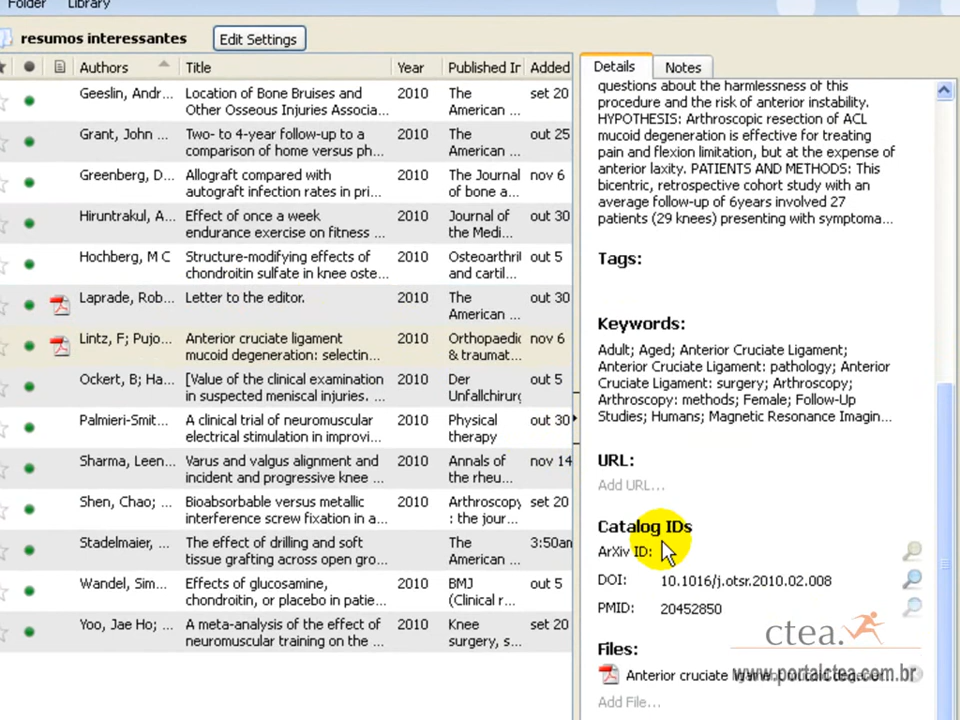 Folder Library
resumos interessantes Edit Settings
Authors Title Year Published In Added
Geeslin, Andr... Location of Bone Bruises and 2010 The set 20
Other Osseous Injuries Associa... American ...
Grant, John ... Two- to 4-year follow-up to a 2010 The out 25
comparison of home versus ph... American ...
Greenberg, D... Allograft compared with 2010 The Journal nov 6
autograft infection rates in pri... of bone a...
Hiruntrakul, A... Effect of once a week 2010 Journal of out 30
endurance exercise on fitness ... the Medi...
Hochberg, M C Structure-modifying effects of 2010 Osteoarthrit out 5
chondroitin sulfate in knee oste... and cartil...
Laprade, Rob... Letter to the editor. 2010 The out 30
American ...
Lintz, F; Pujo... Anterior cruciate ligament 2010 Orthopaedic nov 6
mucoid degeneration: selectin... & traumat...
Ockert, B; Ha... [Value of the clinical examination 2010 Der out 5
in suspected meniscal injuries. ... Unfallchirurg
Palmieri-Smit... A clinical trial of neuromuscular 2010 Physical out 30
electrical stimulation in improvi... therapy
Sharma, Leen... Varus and valgus alignment and 2010 Annals of nov 14
incident and progressive knee ... the rheu...
Shen, Chao; ... Bioabsorbable versus metallic 2010 Arthroscopy set 20
interference screw fixation in a... : the jour...
Stadelmaier, ... The effect of drilling and soft 2010 The 3:50am
tissue grafting across open gro... American ...
Wandel, Sim... Effects of glucosamine, 2010 BMJ out 5
chondroitin, or placebo in patie... (Clinical r...
Yoo, Jae Ho; ... A meta-analysis of the effect of 2010 Knee set 20
neuromuscular training on the ... surgery, s...
Details Notes
questions about the harmlessness of this
procedure and the risk of anterior instability.
HYPOTHESIS: Arthroscopic resection of ACL
mucoid degeneration is effective for treating
pain and flexion limitation, but at the expense of
anterior laxity. PATIENTS AND METHODS: This
bicentric, retrospective cohort study with an
average follow-up of 6years involved 27
patients (29 knees) presenting with symptoma...
Tags:
Keywords:
Adult; Aged; Anterior Cruciate Ligament;
Anterior Cruciate Ligament: pathology; Anterior
Cruciate Ligament: surgery; Arthroscopy;
Arthroscopy: methods; Female; Follow-Up
Studies; Humans; Magnetic Resonance Imagin...
URL:
Add URL...
Catalog IDs
ArXiv ID:
DOI: 10.1016/j.otsr.2010.02.008
PMID: 20452850
ctea.
Files:
Anterior cruciate
www.portalctea.com.br
Add File...